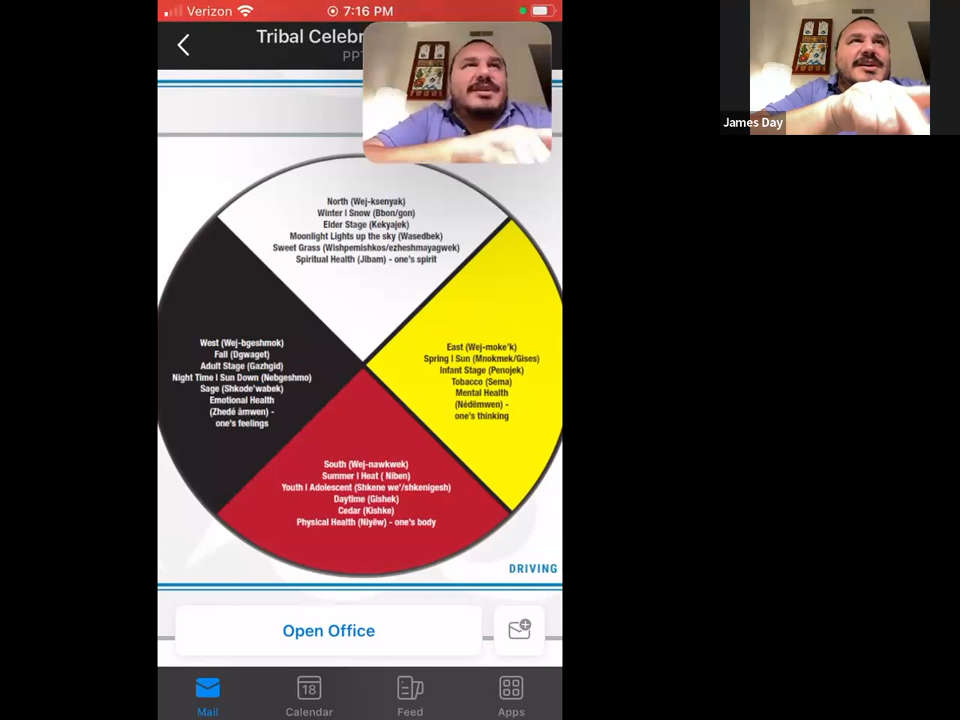 Verizon
7:16 PM
Tribal Celebr
PPT
James Day
North (Wej-ksenyak)
Winter | Snow (Bbon/gon)
Elder Stage (Kekyajek)
Moonlight Lights up the sky (Wasedbek)
Sweet Grass (Wishpemishkos/ezheshmayagwek)
Spiritual Health (Jibam) - one's spirit
West (Wej-bgeshmok)
Fall (Dgwaget)
Adult Stage (Gazhgid)
Night Time | Sun Down (Nebgeshmo)
Sage (Shkode'wabek)
Emotional Health
(Zhedé àmwen) -
one's feelings
East (Wej-moke'k)
Spring | Sun (Mnokmek/Gises)
Infant Stage (Penojek)
Tobacco (Sema)
Mental Health
(Nédëmwen) -
one's thinking
South (Wej-nawkwek)
Summer | Heat ( Niben)
Youth | Adolescent (Shkene we'/shkenigesh)
Daytime (Gishek)
Cedar (Kishke)
Physical Health (Niyëw) - one's body
DRIVING
Open Office
18
Mail
Calendar
Feed
Apps